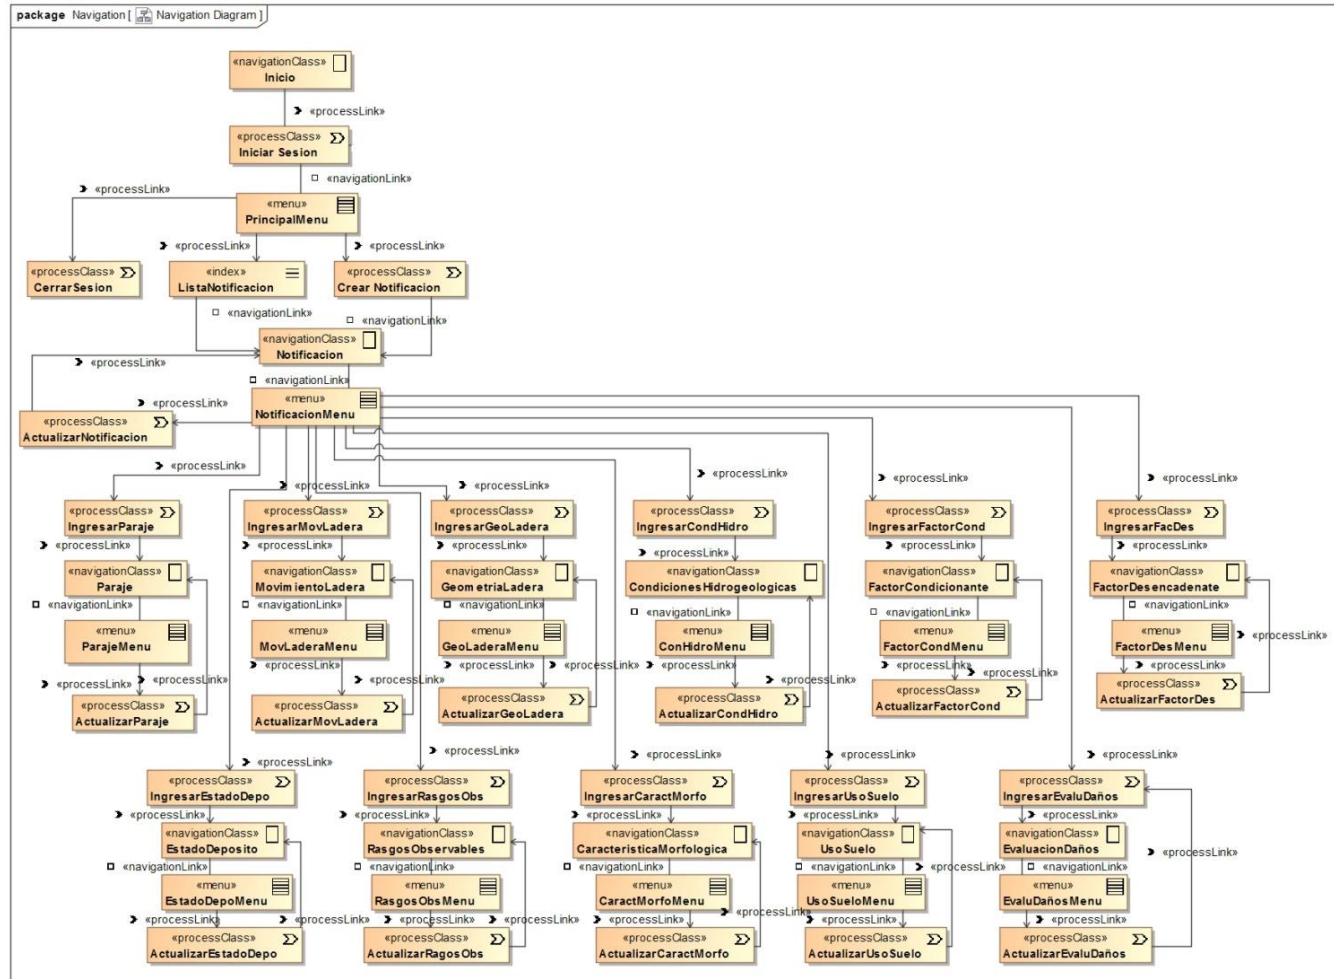 package Navigation [ Navigation Diagram ]
«navigationClass»
Inicio
«processLink»
«processClass»
Iniciar Sesion
«navigationLink»
«processLink»
«menu»
PrincipalMenu
«processLink»
«processLink»
«processClass»
CerrarSesion
«index»
ListaNotificacion
«processClass»
Crear Notificacion
«navigationLink»
«navigationLink»
«navigationClass»
Notificacion
«processLink»
«navigationLink»
«menu»
NotificacionMenu
«processLink»
«processClass»
ActualizarNotificacion
«processLink»
«processLink»
«processLink»
«processLink»
«processLink»
«processLink»
«processClass»
IngresarParaje
«processClass»
IngresarMovLadera
«processClass»
IngresarGeoLadera
«processClass»
IngresarCondHidro
«processClass»
IngresarFactorCond
«processClass»
IngresarFacDes
«processLink»
«processLink»
«processLink»
«processLink»
«processLink»
«processLink»
«navigationClass»
Paraje
«navigationClass»
MovimientoLadera
«navigationClass»
GeometriaLadera
«navigationClass»
CondicionesHidrogeologicas
«navigationClass»
FactorCondicionante
«navigationClass»
FactorDesencadenate
«navigationLink»
«navigationLink»
«navigationLink»
«navigationLink»
«navigationLink»
«navigationLink»
«menu»
ParajeMenu
«menu»
MovLaderaMenu
«menu»
GeoLaderaMenu
«menu»
ConHidroMenu
«menu»
FactorCondMenu
«menu»
FactorDesMenu
«processLink»
«processLink»
«processLink»
«processLink»
«processLink»
«processLink»
«processLink»
«processLink»
«processLink»
«processLink»
«processLink»
«processLink»
«processClass»
ActualizarParaje
«processClass»
ActualizarMovLadera
«processClass»
ActualizarGeoLadera
«processClass»
ActualizarCondHidro
«processClass»
ActualizarFactorCond
«processClass»
ActualizarFactorDes
«processLink»
«processLink»
«processLink»
«processLink»
«processLink»
«processClass»
IngresarEstadoDepo
«processClass»
IngresarRasgosObs
«processClass»
IngresarCaractMorfo
«processClass»
IngresarUsoSuelo
«processClass»
IngresarEvaluDaños
«processLink»
«processLink»
«processLink»
«processLink»
«processLink»
«navigationClass»
EstadoDeposito
«navigationClass»
RasgosObservables
«navigationClass»
CaracteristicaMorfologica
«navigationClass»
UsoSuelo
«navigationClass»
EvaluacionDaños
«processLink»
«navigationLink»
«navigationLink»
«navigationLink»
«navigationLink»
«processLink»
«navigationLink»
«menu»
EstadoDepoMenu
«menu»
RasgosObsMenu
«menu»
CaractMorfoMenu
«menu»
UsoSueloMenu
«menu»
EvaluDañosMenu
«processLink»
«processLink»
«processLink»
«processLink»
«processLink»
«processLink»
«processLink»
«processLink»
«processClass»
ActualizarEstadoDepo
«processClass»
ActualizarRagosObs
«processClass»
ActualizarCaractMorfo
«processClass»
ActualizarUsoSuelo
«processClass»
ActualizarEvaluDaños